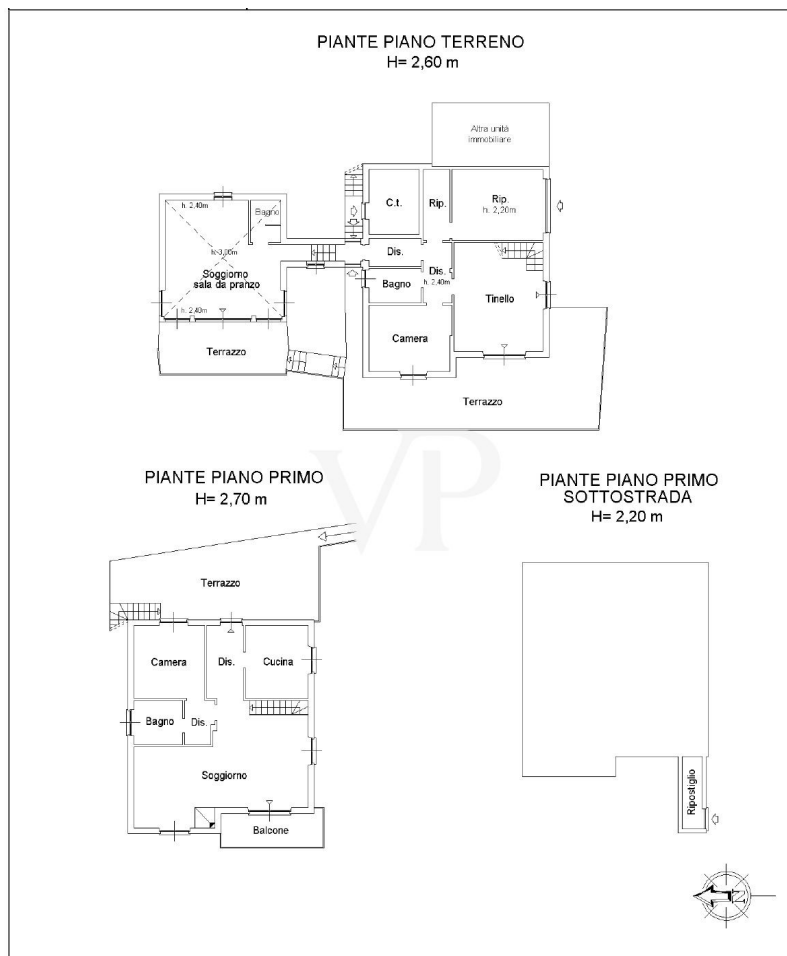 PIANTE PIANO TERRENO
H= 2,60 m
Altra unità
immobiliare
C.t.
Rip.
Rip.
h. 2,20m
h. 2,40m
Bagno
h. 3,00m
Soggiorno
sala da pranzo
h. 2,40m
Dis.
Dis.
h. 2,40m
Bagno
Tinello
Camera
Terrazzo
Terrazzo
VP
PIANTE PIANO PRIMO
H= 2,70 m
Terrazzo
Camera
Dis.
Cucina
Bagno
Dis.
Soggiorno
Balcone
PIANTE PIANO PRIMO
SOTTOSTRADA
H= 2,20 m
Ripostiglio
N